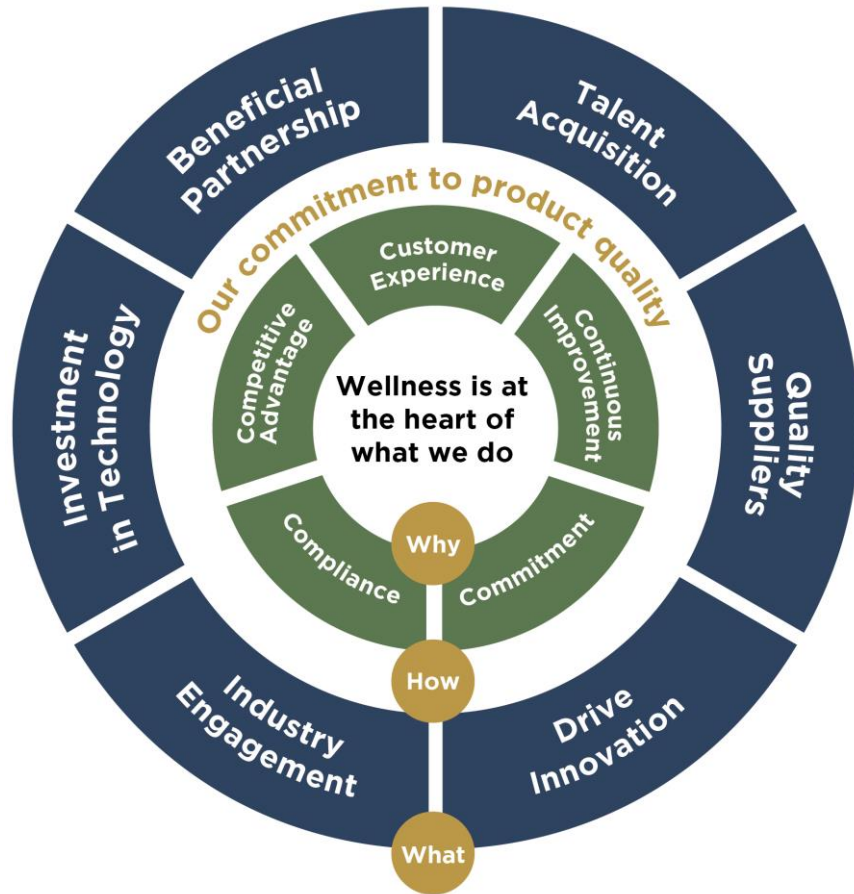 Beneficial
Partnership
Talent
Acquisition
Our commitment to product quality
Customer
Experience
Competitive
Advantage
Continuous
Improvement
Investment
in Technology
Wellness is at
the heart of
what we do
Quality
Suppliers
Why
Compliance
Commitment
How
Industry
Engagement
Drive
Innovation
What